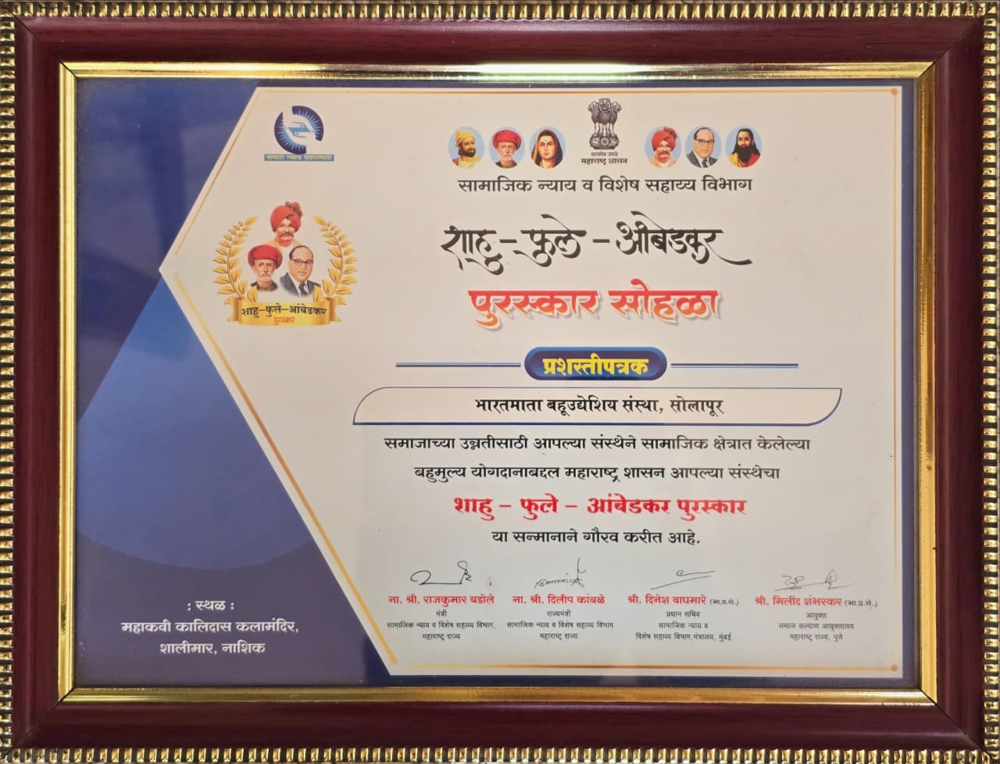 समता न्याय एकात्मता
सत्यमेव जयते
महाराष्ट्र शासन
सामाजिक न्याय व विशेष सहाय्य विभाग
शाहु - फुले - आंबेडकर
पुरस्कार सोहळा
शाहु-फुले-आंबेडकर
पुरस्कार
प्रशस्तीपत्रक
भारतमाता बहूउद्येशिय संस्था, सोलापूर
समाजाच्या उन्नतीसाठी आपल्या संस्थेने सामाजिक क्षेत्रात केलेल्या
बहुमुल्य योगदानाबद्दल महाराष्ट्र शासन आपल्या संस्थेचा
शाहु - फुले - आंबेडकर पुरस्कार
या सन्मानाने गौरव करीत आहे.
ना. श्री. राजकुमार बडोले
मंत्री
सामाजिक न्याय व विशेष सहाय्य विभाग,
महाराष्ट्र राज्य
ना. श्री. दिलीप कांबळे
राज्यमंत्री
सामाजिक न्याय व विशेष सहाय्य विभाग
महाराष्ट्र राज्य
श्री. दिनेश वाघमारे (भा.प्र.से.)
प्रधान सचिव
सामाजिक न्याय व
विशेष सहाय्य विभाग,मंत्रालय, मुंबई
श्री. मिलींद शंभरकर (भा.प्र.से.)
आयुक्त
समाज कल्याण आयुक्तालय
महाराष्ट्र राज्य, पुणे
: स्थळ :
महाकवी कालिदास कलामंदिर,
शालीमार, नाशिक